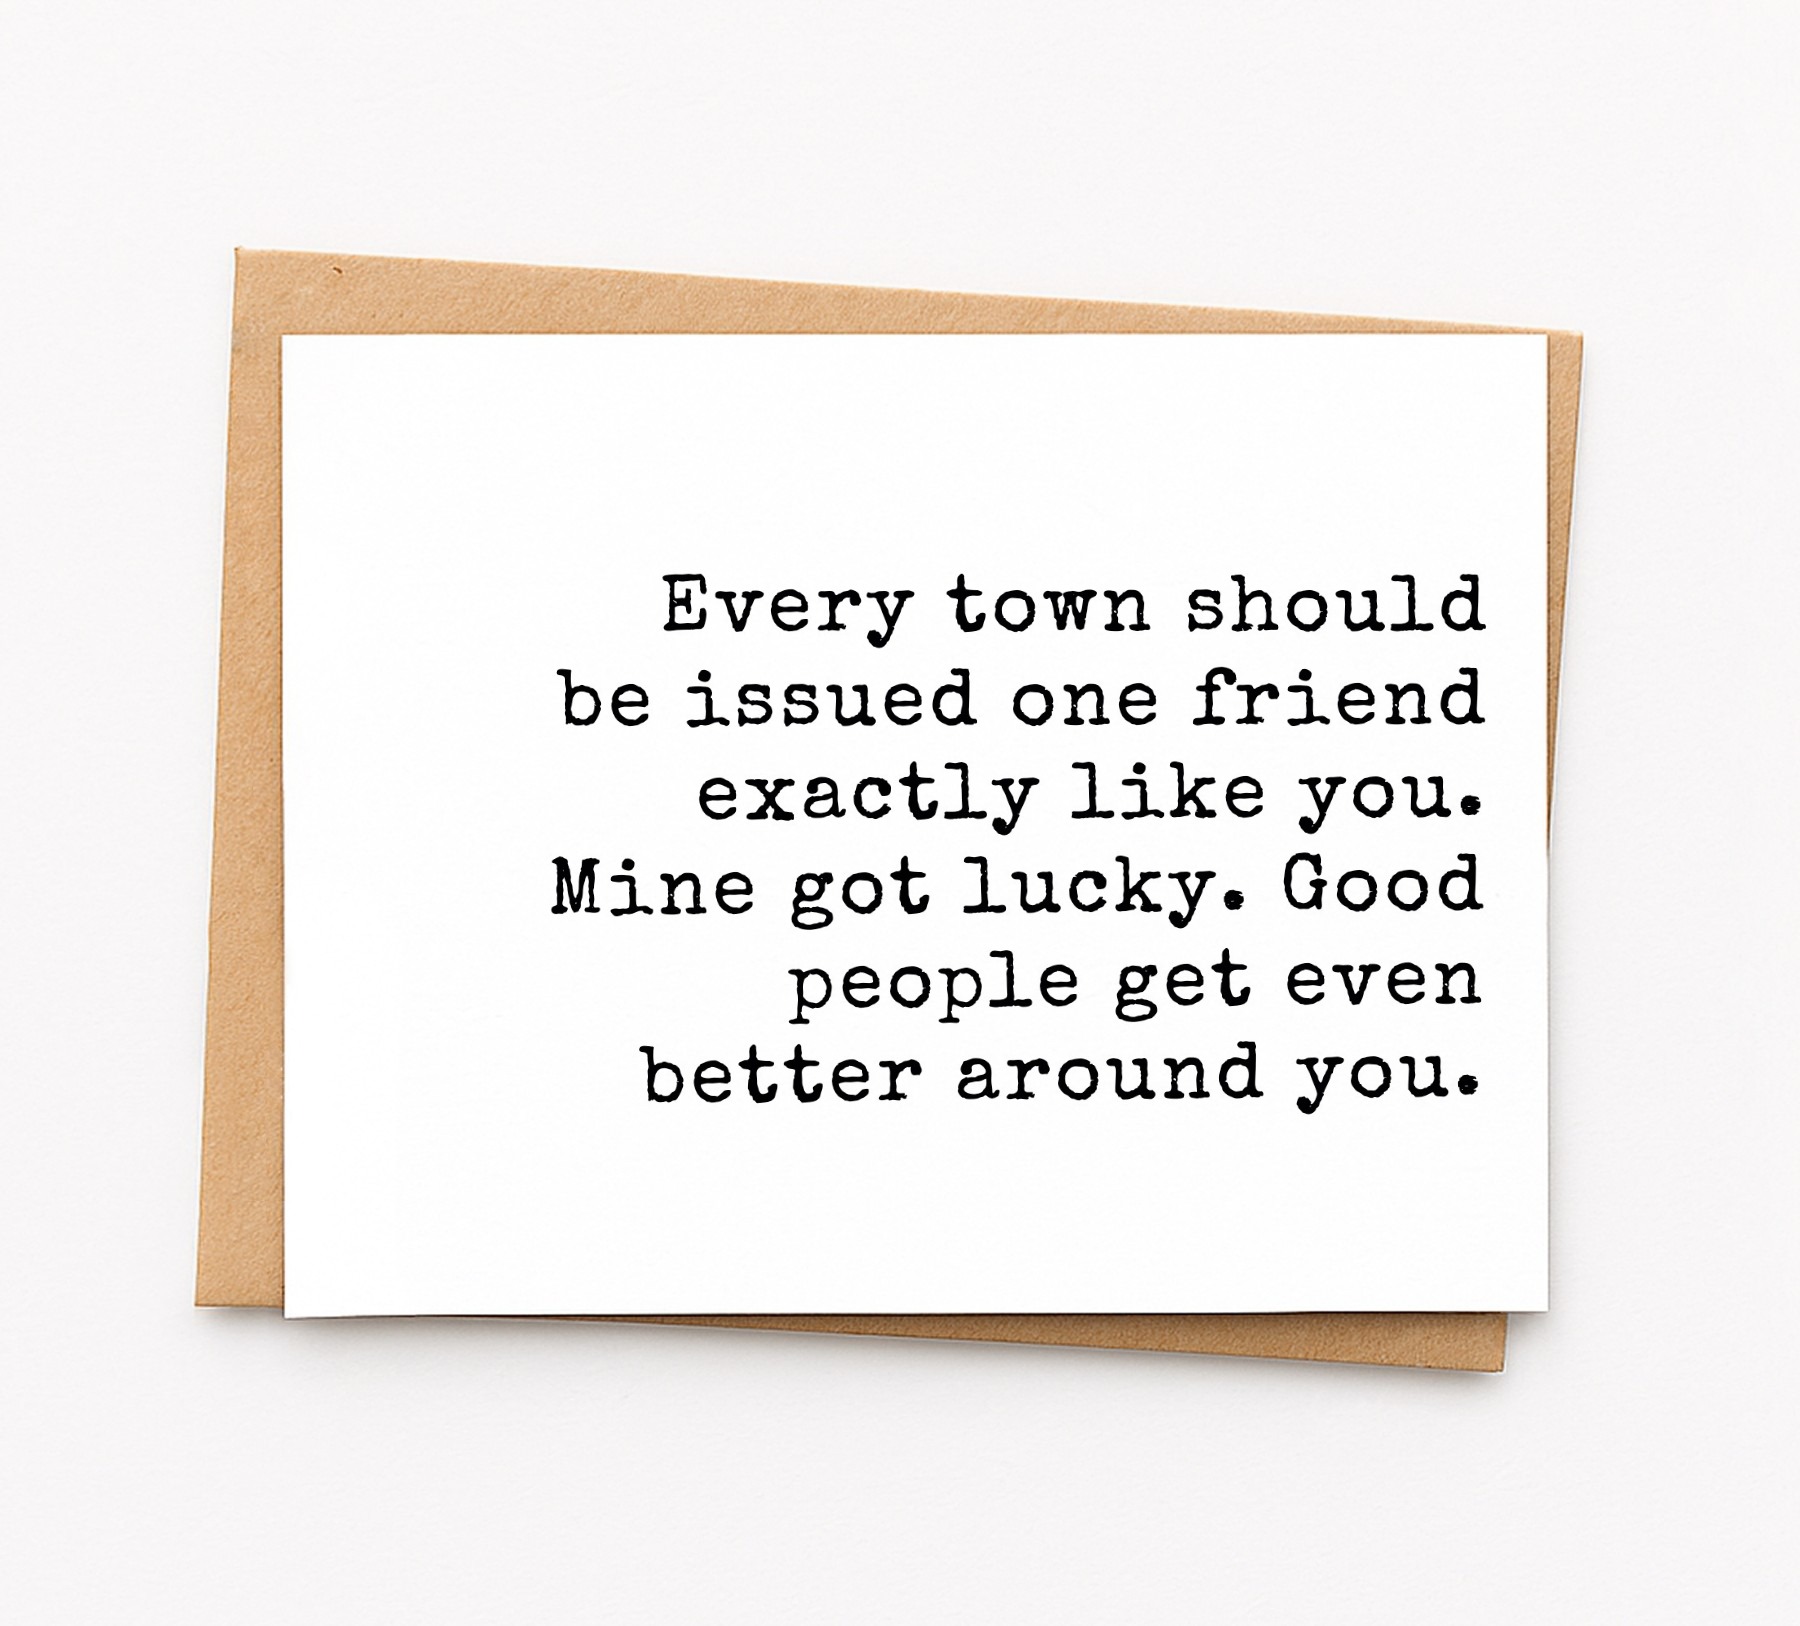 Every town should
be issued one friend
exactly like you.
Mine got lucky. Good
people get even
better around you.